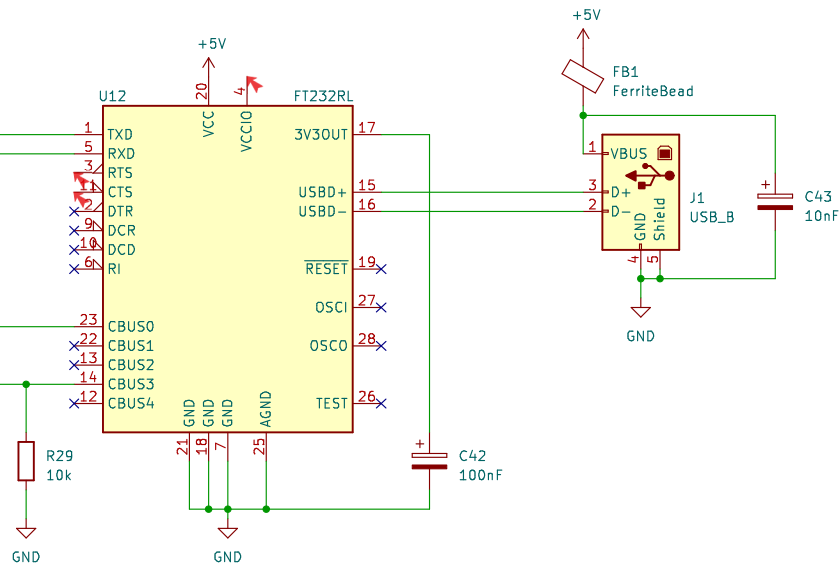 +5V
+5V
FB1
FerriteBead
U12
FT232RL
20
VCC
4
VCCIO
1
TXD
5
RXD
3
RTS
11
CTS
2
DTR
9
DCR
10
DCD
6
RI
23
CBUS0
22
CBUS1
13
CBUS2
14
CBUS3
12
CBUS4
3V3OUT
17
USBD+
15
USBD-
16
RESET
19
OSCI
27
OSCO
28
TEST
26
GND
21
GND
18
GND
7
AGND
25
1
VBUS
3
D+
2
D-
GND
4
Shield
5
J1
USB_B
+
C43
10nF
GND
+
C42
100nF
R29
10k
GND
GND